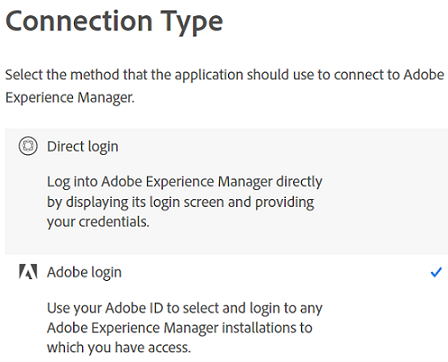 Connection Type
Select the method that the application should use to connect to Adobe
Experience Manager.
Direct login
Log into Adobe Experience Manager directly
by displaying its login screen and providing
your credentials.
Adobe login
Use your Adobe ID to select and login to any
Adobe Experience Manager installations to
which you have access.